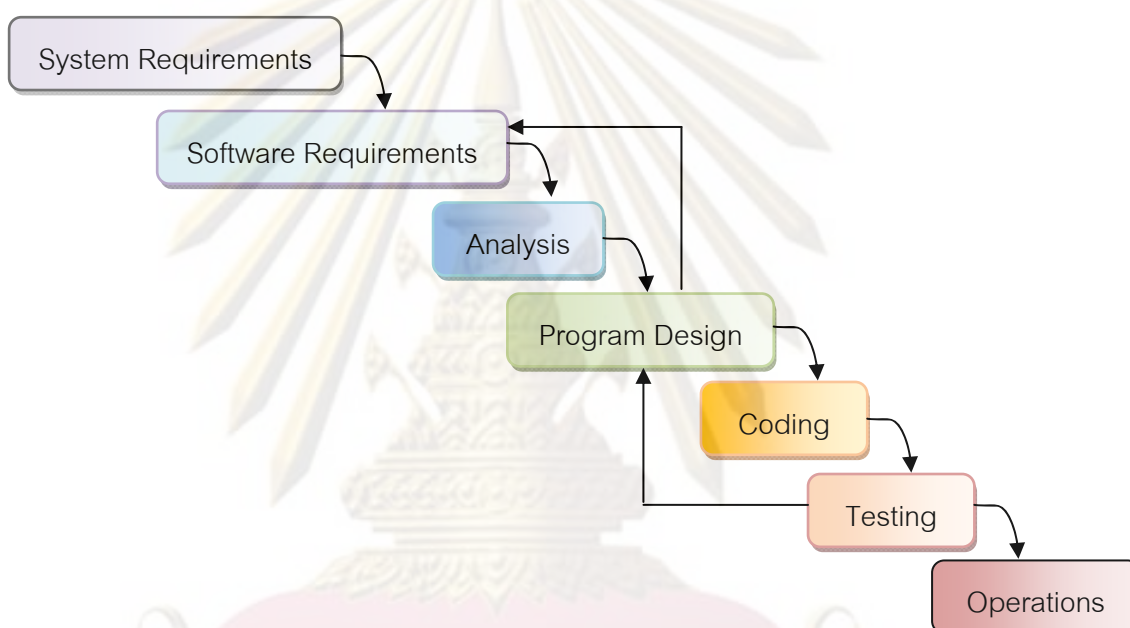 System Requirements
Software Requirements
Analysis
Program Design
Coding
Testing
Operations